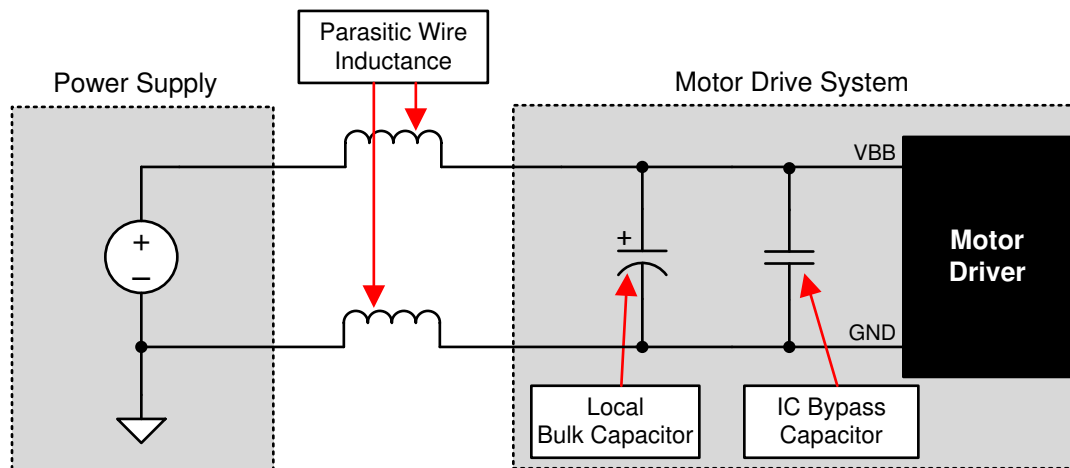 Parasitic Wire
Inductance
Power Supply
Motor Drive System
VBB
+
–
+
Motor
Driver
GND
Local
Bulk Capacitor
IC Bypass
Capacitor